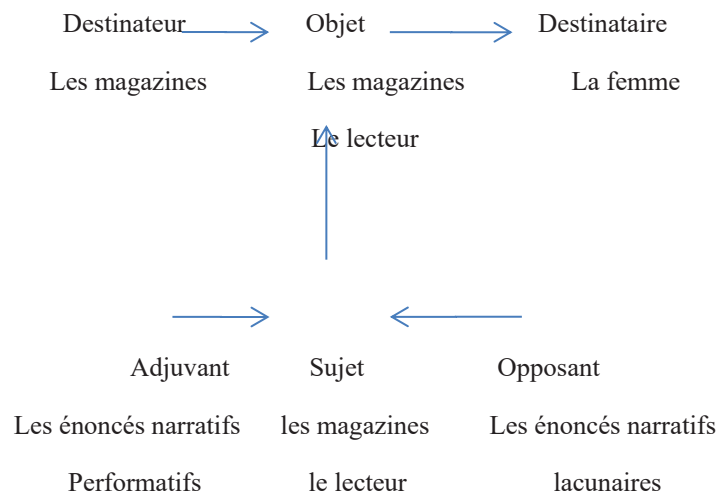 Destinateur Objet Destinataire
Les magazines Les magazines La femme
Le lecteur
Adjuvant Sujet Opposant
Les énoncés narratifs les magazines Les énoncés narratifs
Performatifs le lecteur lacunaires